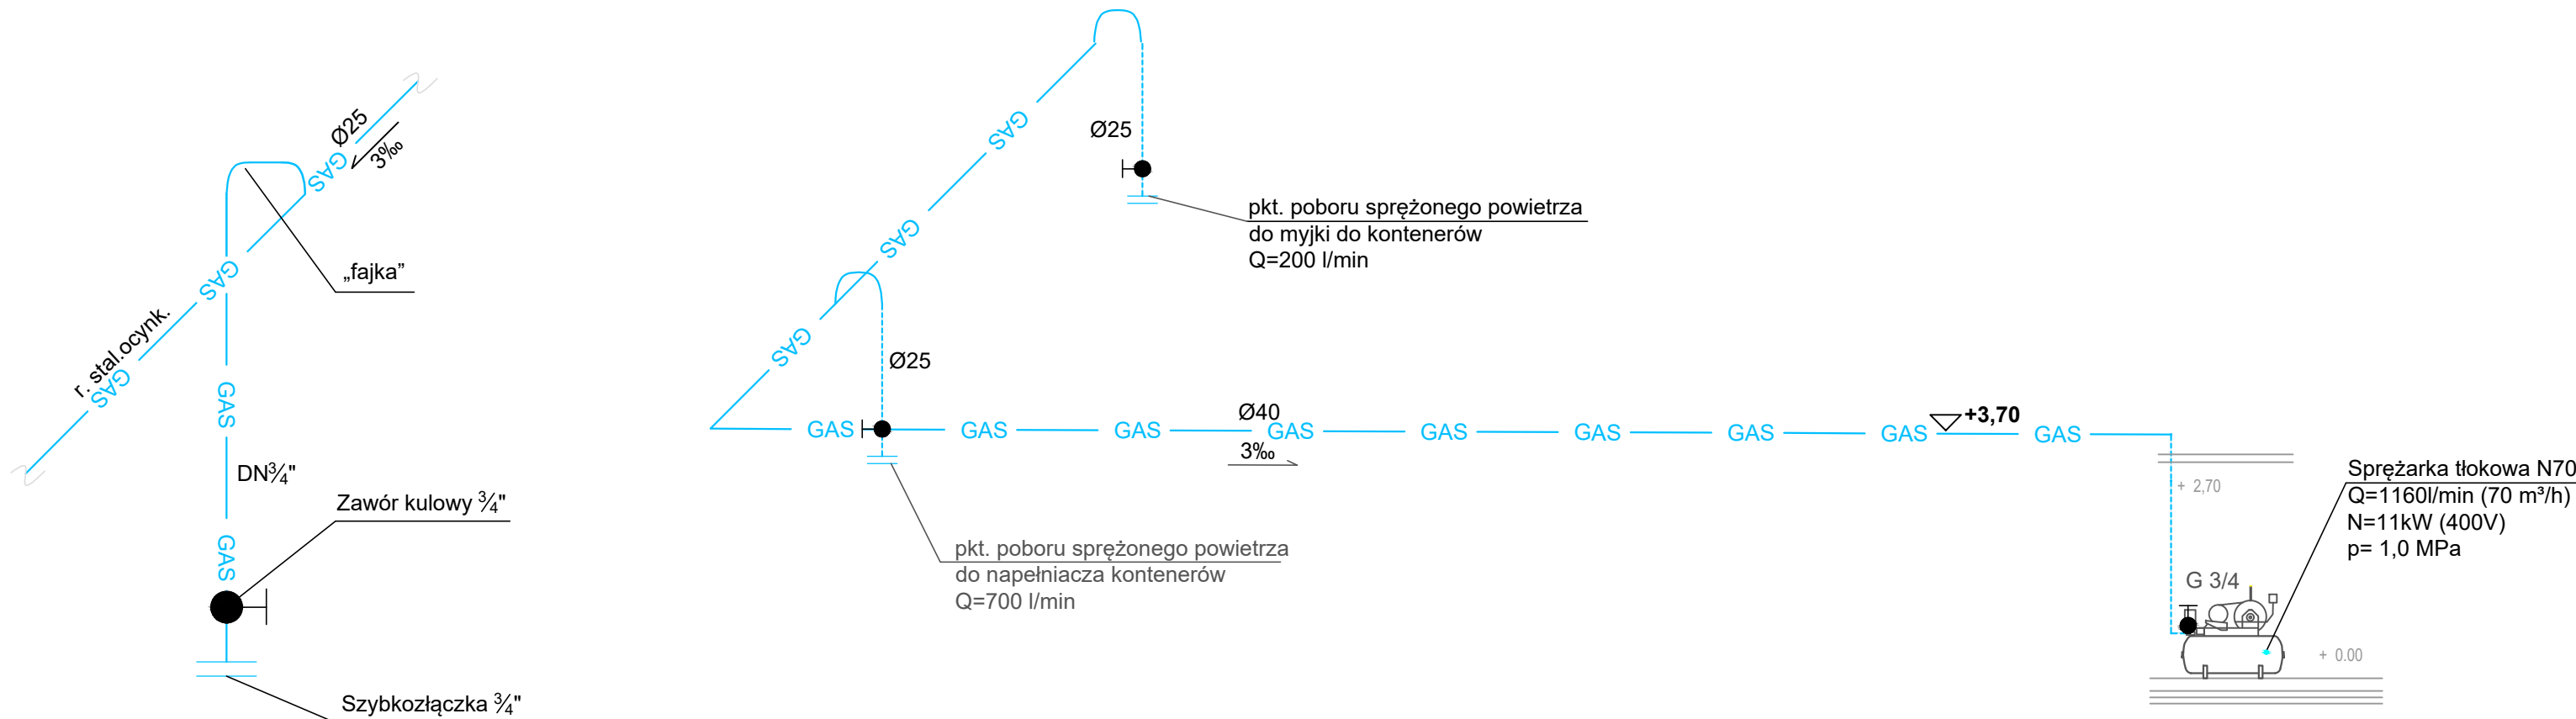 Ø25
3‰
GAS
„fajka”
GAS
r. stal.ocynk.
GAS
GAS
DN¾"
Zawór kulowy ¾"
GAS
Szybkozłączka ¾"
GAS
Ø25
pkt. poboru sprężonego powietrza
do myjki do kontenerów
Q=200 l/min
GAS
GAS
Ø25
GAS
GAS
GAS
Ø40
GAS
3‰
GAS
GAS
GAS
GAS
+3,70
GAS
pkt. poboru sprężonego powietrza
do napełniacza kontenerów
Q=700 l/min
+ 2,70
Sprężarka tłokowa N70
Q=1160l/min (70 m³/h)
N=11kW (400V)
p= 1,0 MPa
G 3/4
+ 0.00